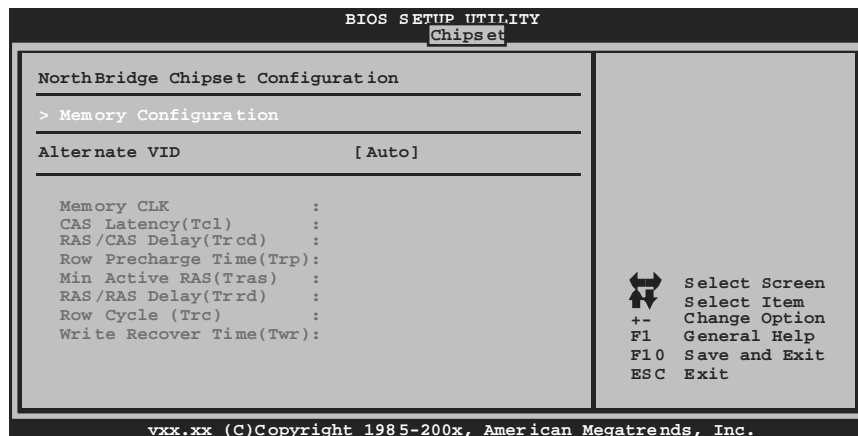 BIOS SETUP UTILITY
Chipset
NorthBridge Chipset Configuration
> Memory Configuration
Alternate VID [Auto]
Memory CLK :
CAS Latency(Tcl) :
RAS/CAS Delay(Trcd) :
Row Precharge Time(Trp):
Min Active RAS(Tras) :
RAS/RAS Delay(Trrd) :
Row Cycle (Trc) :
Write Recover Time(Twr):
Select Screen
Select Item
+- Change Option
F1 General Help
F10 Save and Exit
ESC Exit
vxx.xx (C)Copyright 1985-200x, American Megatrends, Inc.